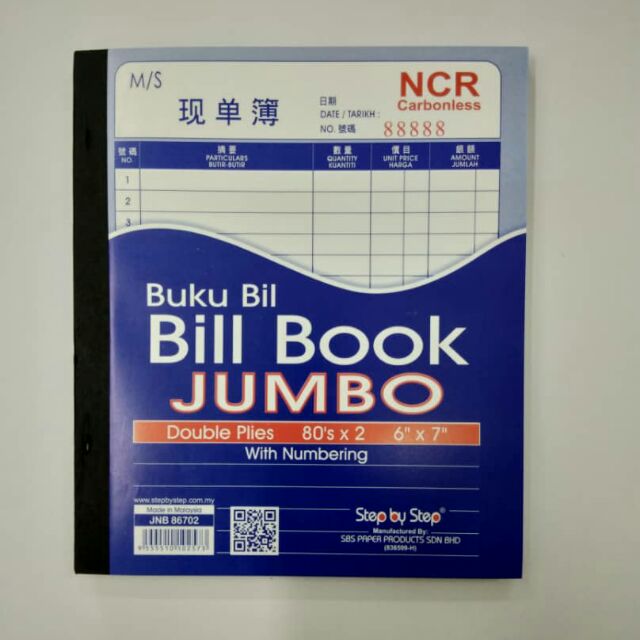 M/S
现单簿
日期
DATE / TARIKH :
NO. 號碼 88888
NCR
Carbonless
號碼
NO.
摘要
PARTICULARS
BUTIR-BUTIR
數量
QUANTITY
KUANTITI
價目
UNIT PRICE
HARGA
銀額
AMOUNT
JUMLAH
1
2
3
Buku Bil
Bill Book
JUMBO
Double Plies 80's x 2 6" x 7"
With Numbering
www.stepbystep.com.my
Made in Malaysia
JNB 86702
Step by Step®
Manufactured By:
SBS PAPER PRODUCTS SDN BHD
(836599-H)